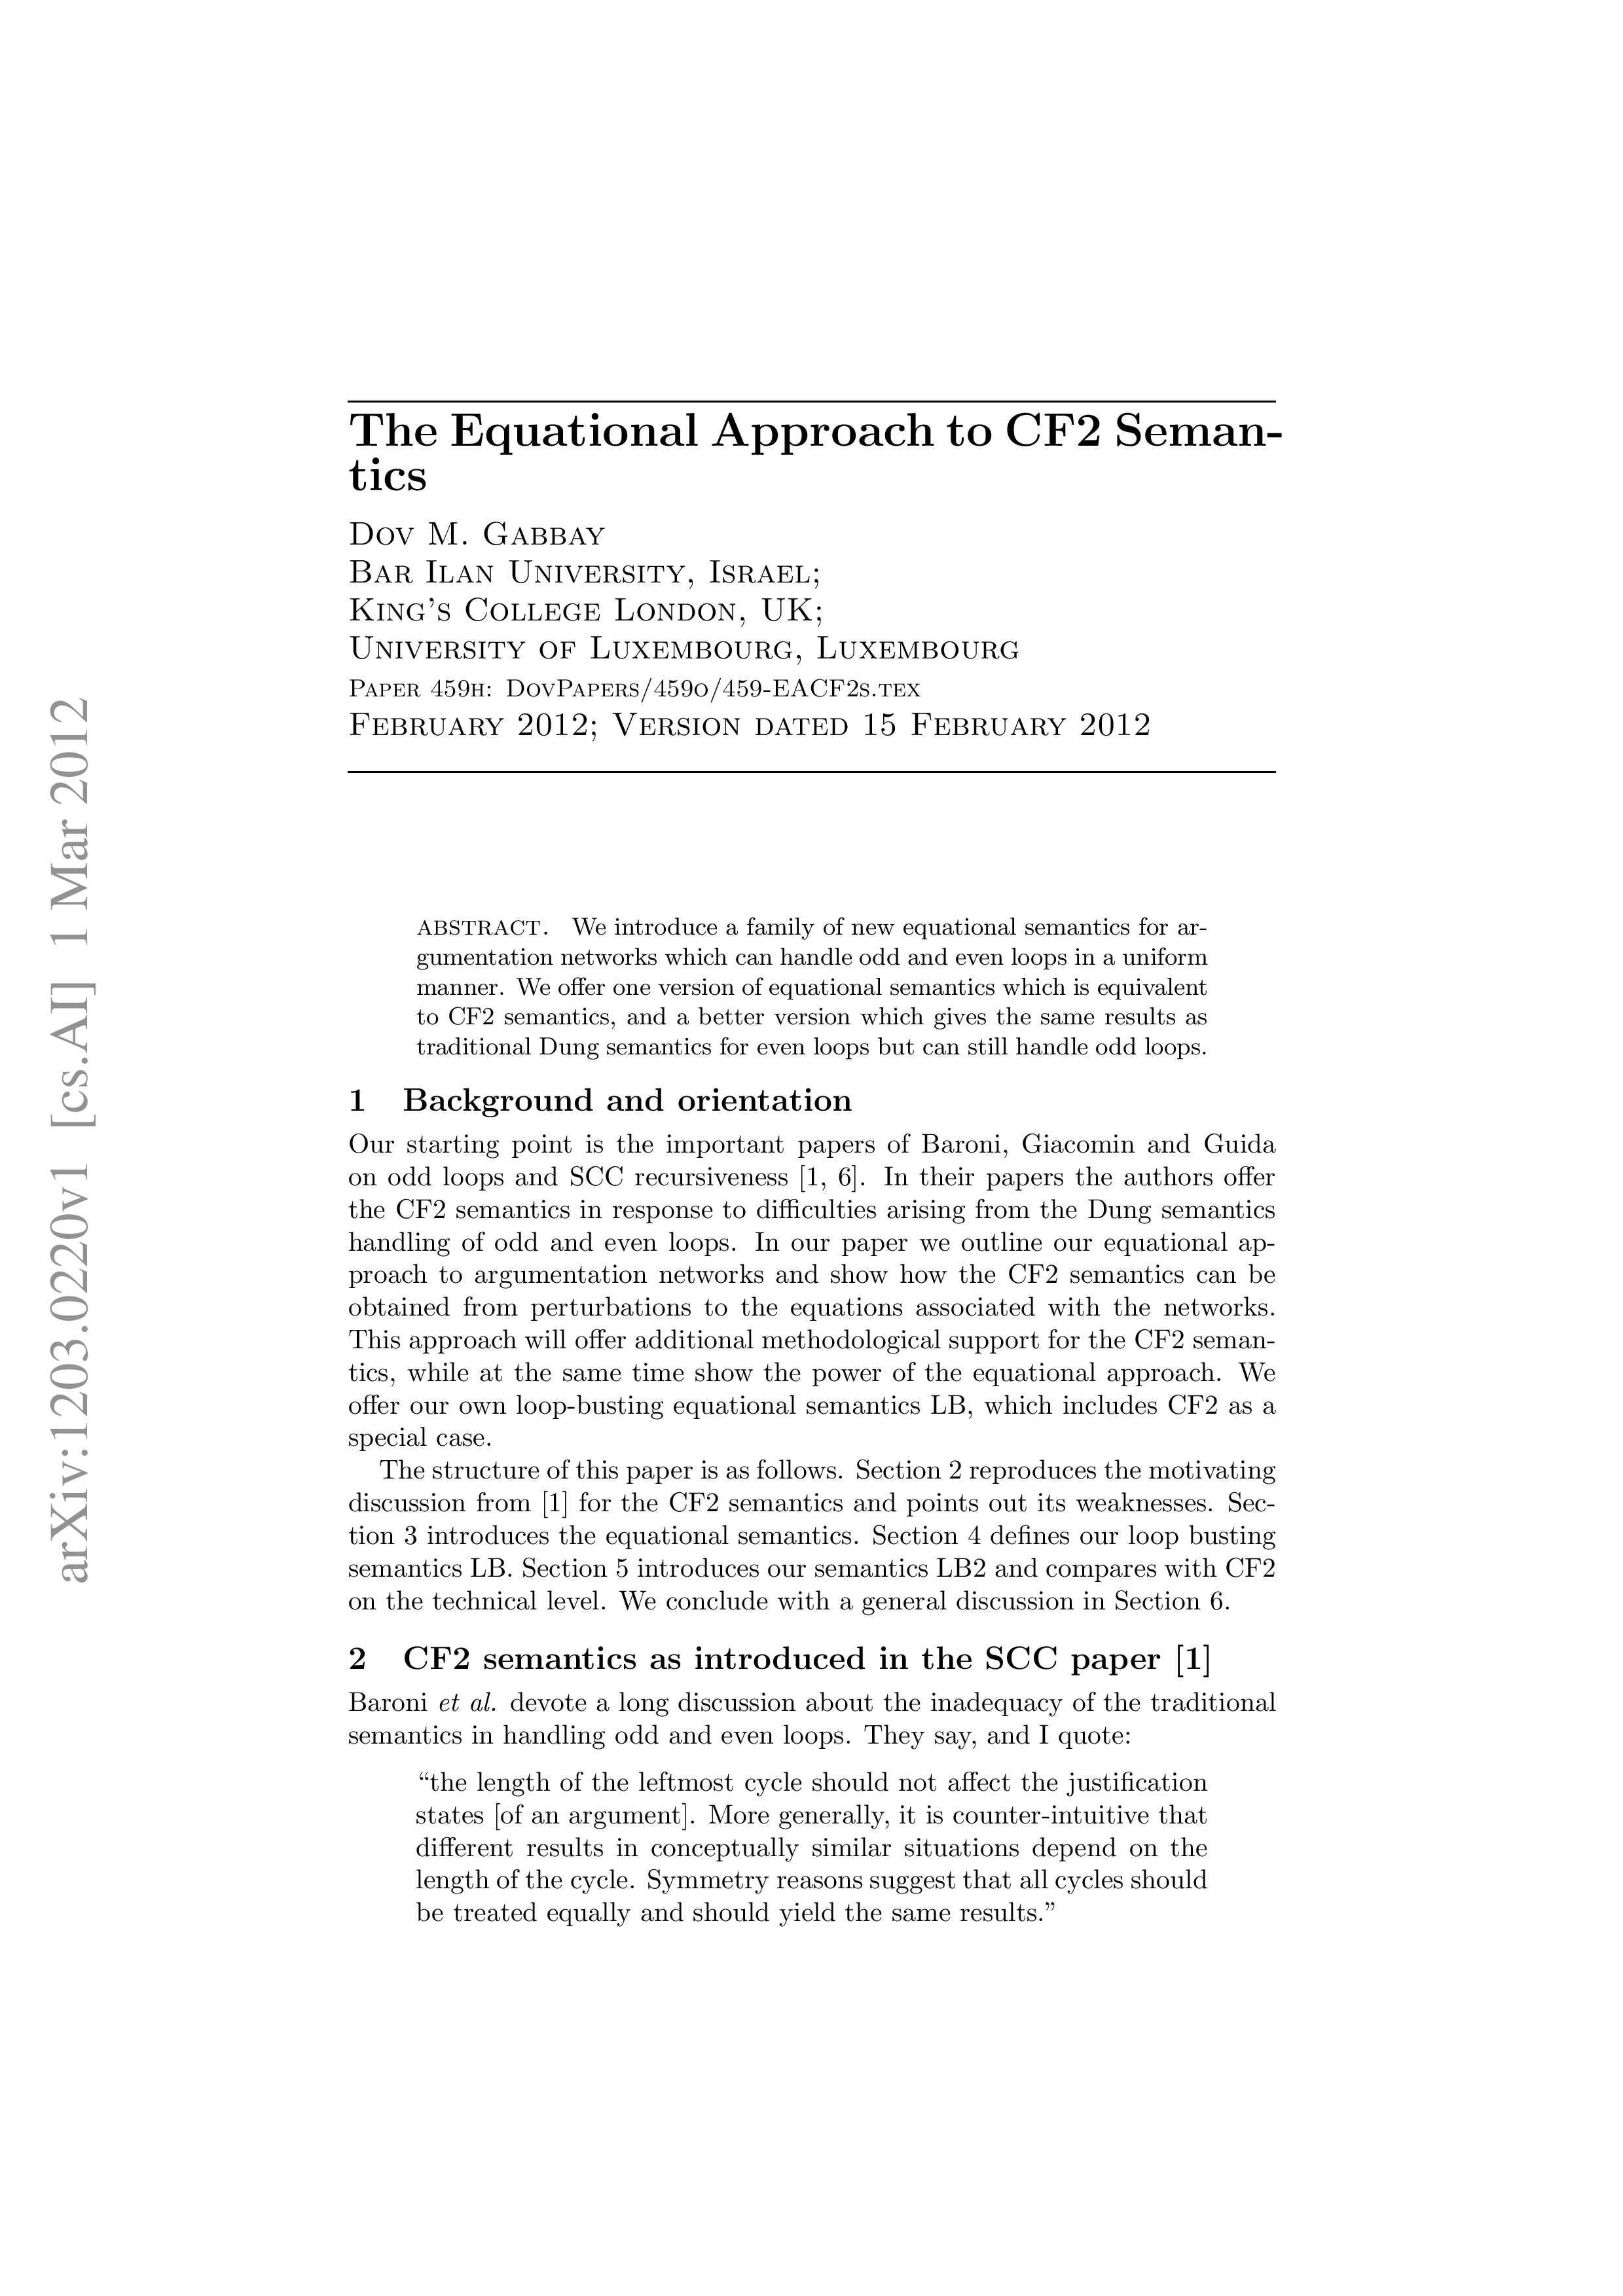 The Equational Approach to CF2 Seman-
tics
Dov M. Gabbay
Bar Ilan University, Israel;
King's College London, UK;
University of Luxembourg, Luxembourg
Paper 459h: DovPapers/459o/459-EACF2s.tex
February 2012; Version dated 15 February 2012
arXiv:1203.0220v1 [cs.AI] 1 Mar 2012
abstract. We introduce a family of new equational semantics for ar-
gumentation networks which can handle odd and even loops in a uniform
manner. We offer one version of equational semantics which is equivalent
to CF2 semantics, and a better version which gives the same results as
traditional Dung semantics for even loops but can still handle odd loops.
1 Background and orientation
Our starting point is the important papers of Baroni, Giacomin and Guida
on odd loops and SCC recursiveness [1, 6]. In their papers the authors offer
the CF2 semantics in response to difficulties arising from the Dung semantics
handling of odd and even loops. In our paper we outline our equational ap-
proach to argumentation networks and show how the CF2 semantics can be
obtained from perturbations to the equations associated with the networks.
This approach will offer additional methodological support for the CF2 seman-
tics, while at the same time show the power of the equational approach. We
offer our own loop-busting equational semantics LB, which includes CF2 as a
special case.
The structure of this paper is as follows. Section 2 reproduces the motivating
discussion from [1] for the CF2 semantics and points out its weaknesses. Sec-
tion 3 introduces the equational semantics. Section 4 defines our loop busting
semantics LB. Section 5 introduces our semantics LB2 and compares with CF2
on the technical level. We conclude with a general discussion in Section 6.
2 CF2 semantics as introduced in the SCC paper [1]
Baroni et al. devote a long discussion about the inadequacy of the traditional
semantics in handling odd and even loops. They say, and I quote:
“the length of the leftmost cycle should not affect the justification
states [of an argument]. More generally, it is counter-intuitive that
different results in conceptually similar situations depend on the
length of the cycle. Symmetry reasons suggest that all cycles should
be treated equally and should yield the same results.”